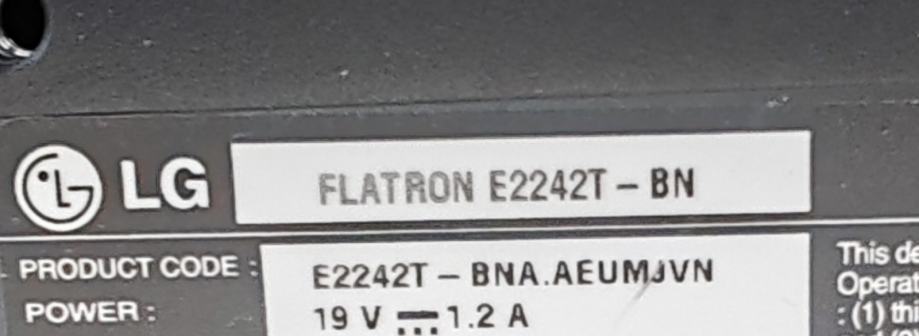 LG FLATRON E2242T – BN
PRODUCT CODE : E2242T – BNA.AEUMJVN
POWER : 19 V ⎓ 1.2 A
This de
Operat
: (1) thi